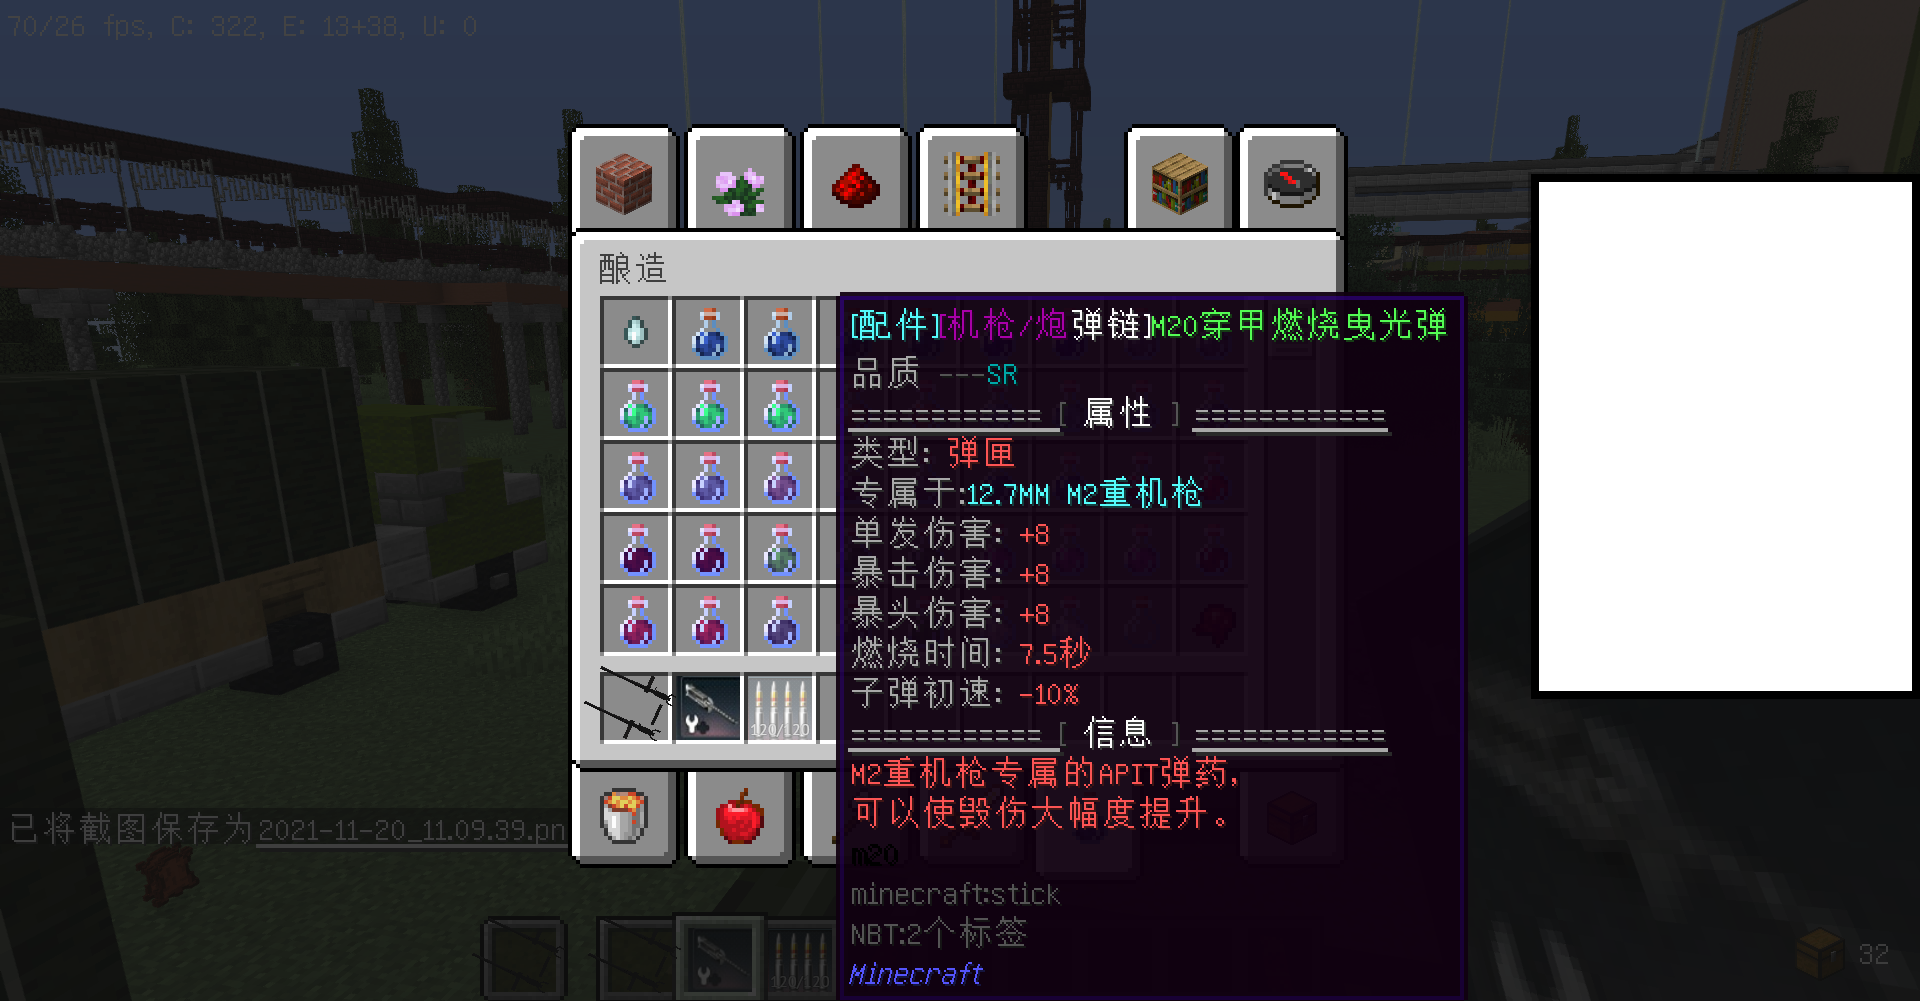 70/26 fps, C: 322, E: 13+38, U: 0
酿造
[配件][机枪/炮弹链]M20穿甲燃烧曳光弹
品质 ---SR
============ [ 属性 ] ============
类型: 弹匣
专属于:12.7MM M2重机枪
单发伤害: +8
暴击伤害: +8
暴头伤害: +8
燃烧时间: 7.5秒
子弹初速: -10%
120/120
============ [ 信息 ] ============
M2重机枪专属的APIT弹药,
可以使毁伤大幅度提升。
已将截图保存为2021-11-20_11.09.39.pn
m20
minecraft:stick
NBT:2个标签
Minecraft
120/120
32